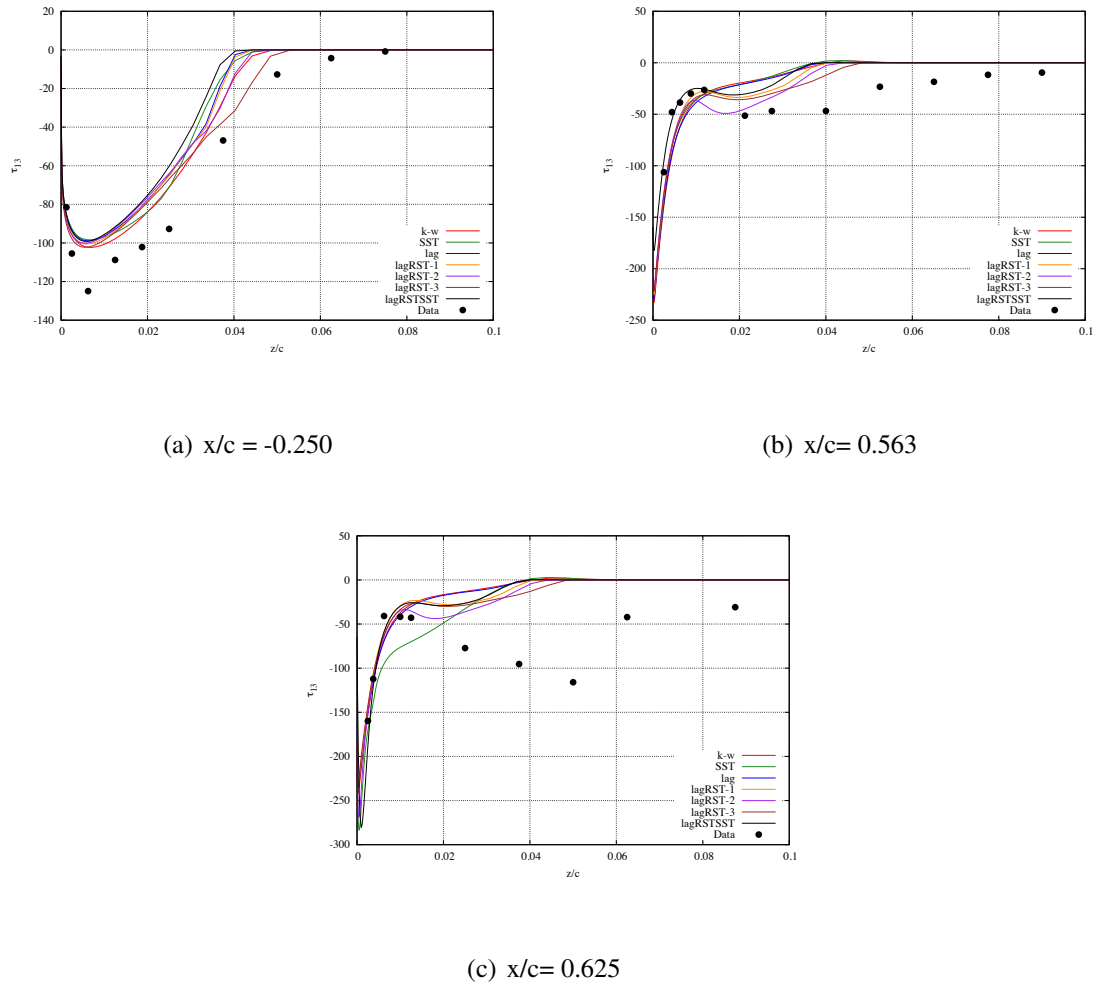 20
0
-20
-40
-60
-80
-100
-120
-140
τ13
0
0.02
0.04
0.06
0.08
0.1
z/c
k-w
SST
lag
lagRST-1
lagRST-2
lagRST-3
lagRSTSST
Data
(a) x/c = -0.250
50
0
-50
-100
-150
-200
-250
τ13
0
0.02
0.04
0.06
0.08
0.1
z/c
k-w
SST
lag
lagRST-1
lagRST-2
lagRST-3
lagRSTSST
Data
(b) x/c= 0.563
50
0
-50
-100
-150
-200
-250
-300
τ13
0
0.02
0.04
0.06
0.08
0.1
z/c
k-w
SST
lag
lagRST-1
lagRST-2
lagRST-3
lagRSTSST
Data
(c) x/c= 0.625